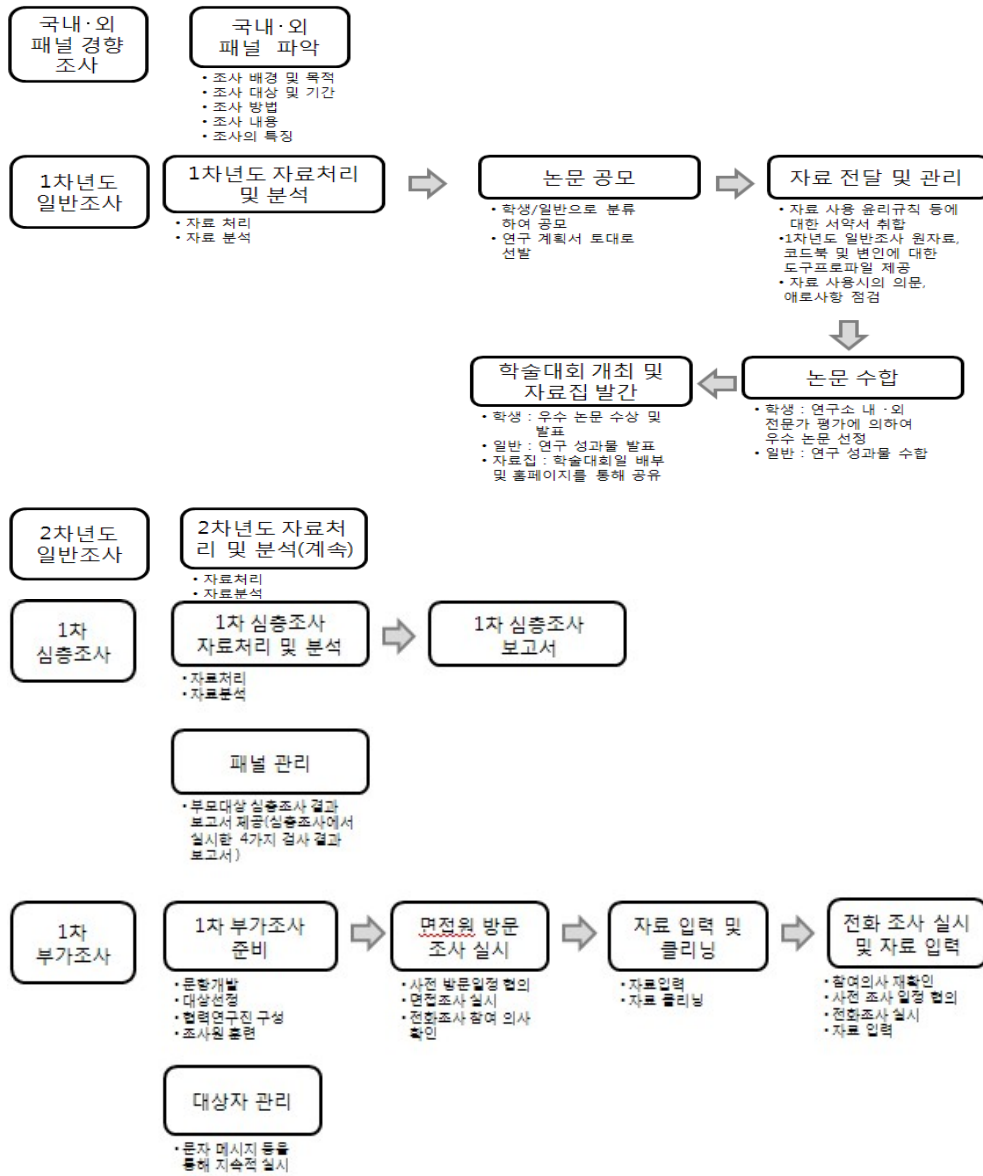 국내·외
패널 경향
조사
국내·외
패널 파악
• 조사 배경 및 목적
• 조사 대상 및 기간
• 조사 방법
• 조사 내용
• 조사의 특징
1차년도
일반조사
1차년도 자료처리
및 분석
• 자료 처리
• 자료 분석
논문 공모
• 학생/일반으로 분류
하여 공모
• 연구 계획서 토대로
선발
자료 전달 및 관리
• 자료 사용 윤리규칙 등에
대한 서약서 취합
•1차년도 일반조사 원자료,
코드북 및 변인에 대한
도구프로파일 제공
• 자료 사용시의 의문,
애로사항 점검
학술대회 개최 및
자료집 발간
• 학생 : 우수 논문 수상 및
발표
• 일반 : 연구 성과물 발표
• 자료집 : 학술대회일 배부
및 홈페이지를 통해 공유
논문 수합
• 학생 : 연구소 내 ·외
전문가 평가에 의하여
우수 논문 선정
• 일반 : 연구 성과물 수합
2차년도
일반조사
2차년도 자료처
리 및 분석(계속)
• 자료처리
• 자료분석
1차
심층조사
1차 심층조사
자료처리 및 분석
• 자료처리
• 자료분석
1차 심층조사
보고서
패널 관리
• 부모대상 심층조사 결과
보고서 제공(심층조사에서
실시한 4가지 검사 결과
보고서)
1차
부가조사
1차 부가조사
준비
• 문항개발
• 대상선정
• 협력연구진 구성
• 조사원 훈련
면접원 방문
조사 실시
• 사전 방문일정 협의
• 면접조사 실시
• 전화조사 참여 의사
확인
자료 입력 및
클리닝
• 자료입력
• 자료 클리닝
전화 조사 실시
및 자료 입력
• 참여의사 재확인
• 사전 조사 일정 협의
• 전화조사 실시
• 자료 입력
대상자 관리
• 문자 메시지 등을
통해 지속적 실시